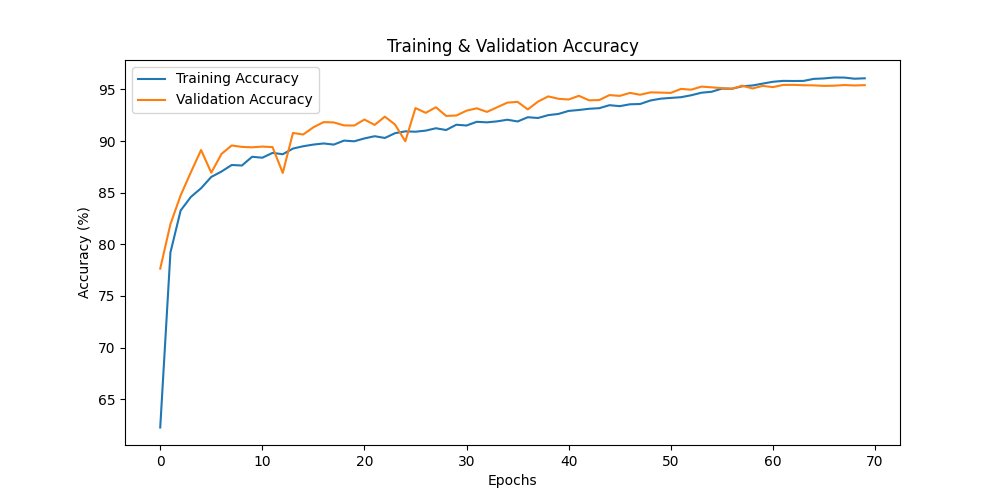 Training & Validation Accuracy
Training Accuracy
Validation Accuracy
Accuracy (%)
95
90
85
80
75
70
65
0 10 20 30 40 50 60 70
Epochs